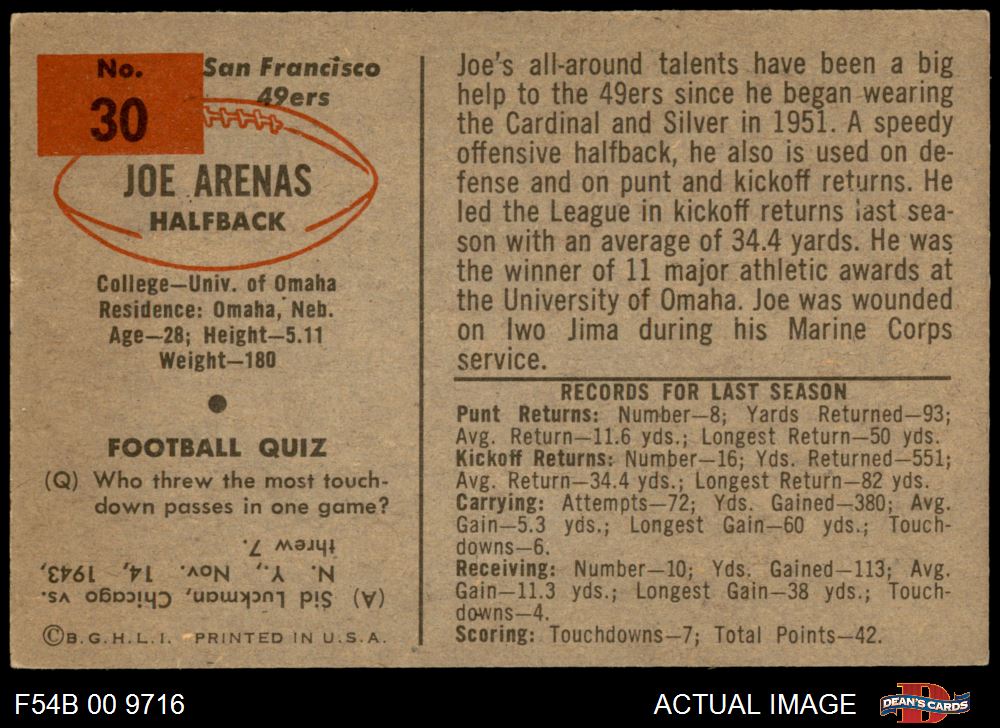 No.
30
San Francisco
49ers
JOE ARENAS
HALFBACK
College—Univ. of Omaha
Residence: Omaha, Neb.
Age—28; Height—5.11
Weight—180
FOOTBALL QUIZ
(Q) Who threw the most touch-
down passes in one game?
(A) Sid Luckman, Chicago vs.
N. Y., Nov. 14, 1943,
threw 7.
©B.G.H.L.I. PRINTED IN U.S.A.
Joe's all-around talents have been a big
help to the 49ers since he began wearing
the Cardinal and Silver in 1951. A speedy
offensive halfback, he also is used on de-
fense and on punt and kickoff returns. He
led the League in kickoff returns last sea-
son with an average of 34.4 yards. He was
the winner of 11 major athletic awards at
the University of Omaha. Joe was wounded
on Iwo Jima during his Marine Corps
service.
RECORDS FOR LAST SEASON
Punt Returns: Number—8; Yards Returned—93;
Avg. Return—11.6 yds.; Longest Return—50 yds.
Kickoff Returns: Number—16; Yds. Returned—551;
Avg. Return—34.4 yds.; Longest Return—82 yds.
Carrying: Attempts—72; Yds. Gained—380; Avg.
Gain—5.3 yds.; Longest Gain—60 yds.; Touch-
downs—6.
Receiving: Number—10; Yds. Gained—113; Avg.
Gain—11.3 yds.; Longest Gain—38 yds.; Touch-
downs—4.
Scoring: Touchdowns—7; Total Points—42.
F54B 00 9716
ACTUAL IMAGE
D
DEAN'S CARDS